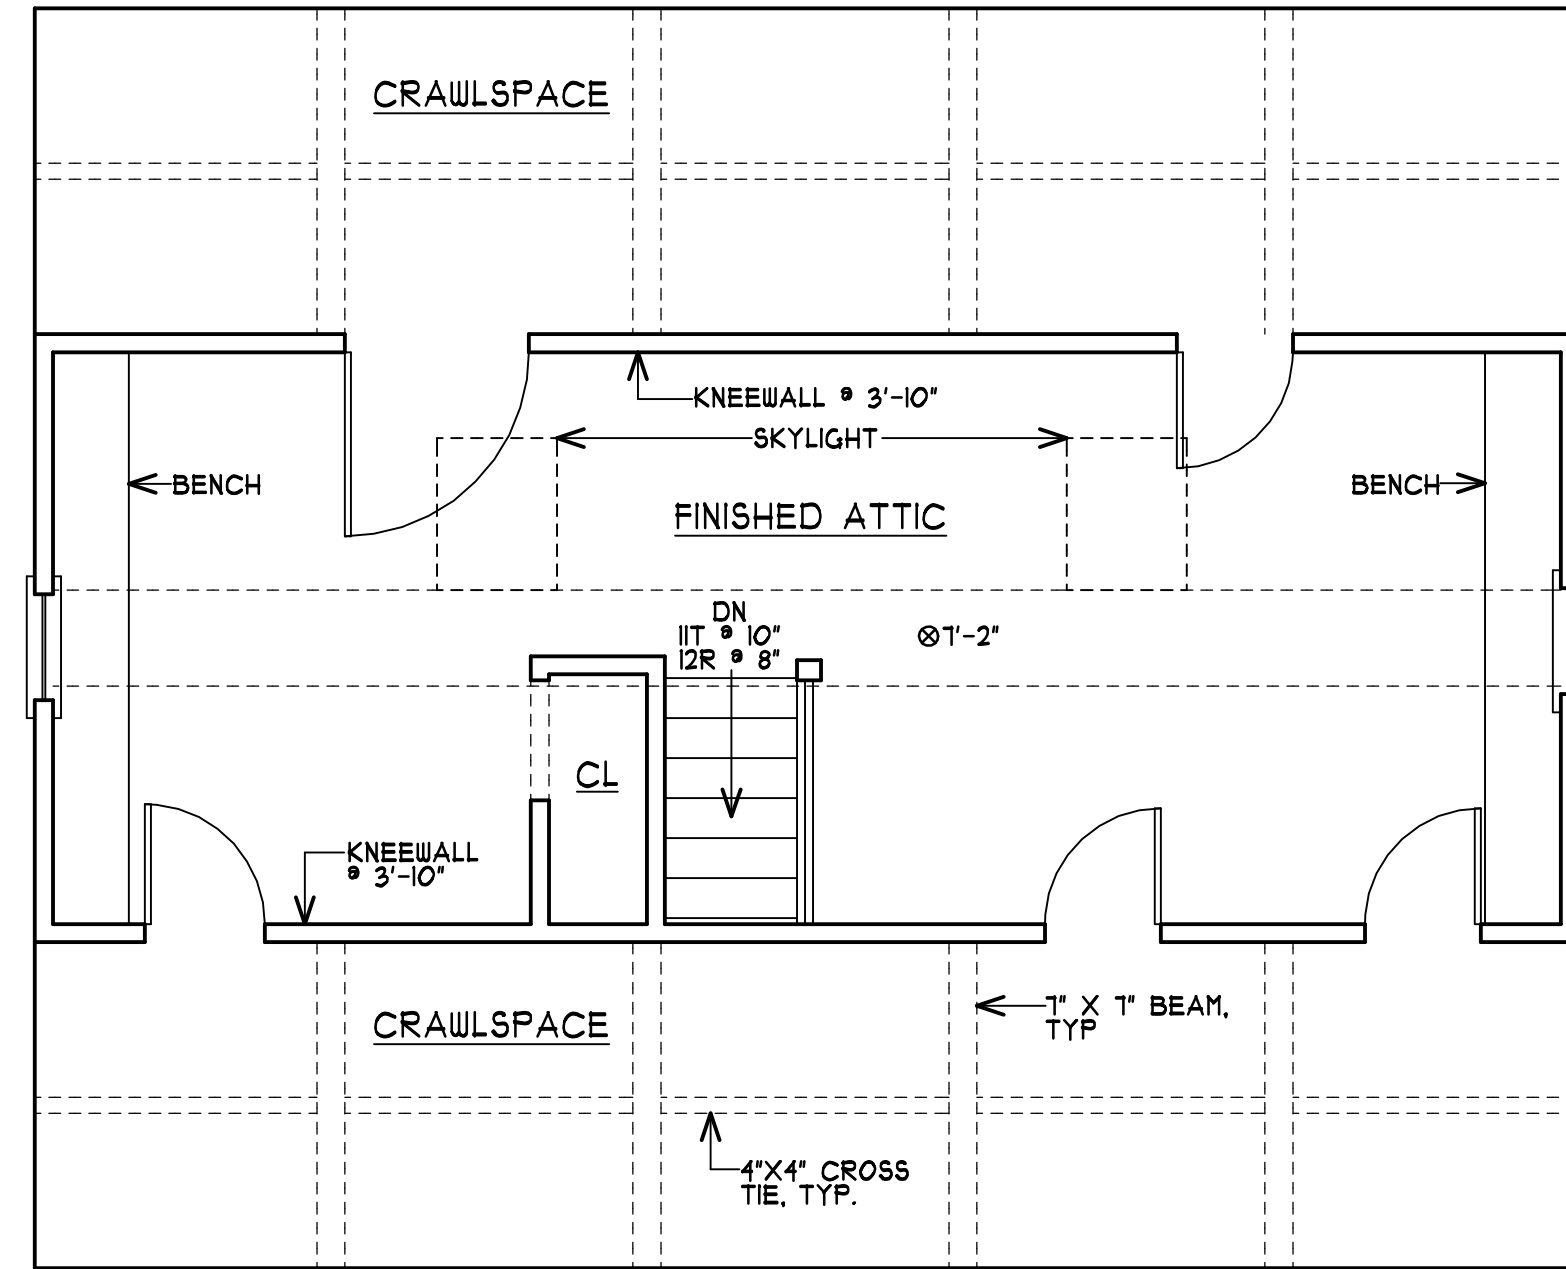 CRAWLSPACE
KNEEWALL @ 3'-10"
SKYLIGHT
BENCH
BENCH
FINISHED ATTIC
DN
11T @ 10"
12R @ 8"
7'-2"
CL
KNEEWALL
@ 3'-10"
7" X 7" BEAM,
TYP
CRAWLSPACE
4"X4" CROSS
TIE, TYP.